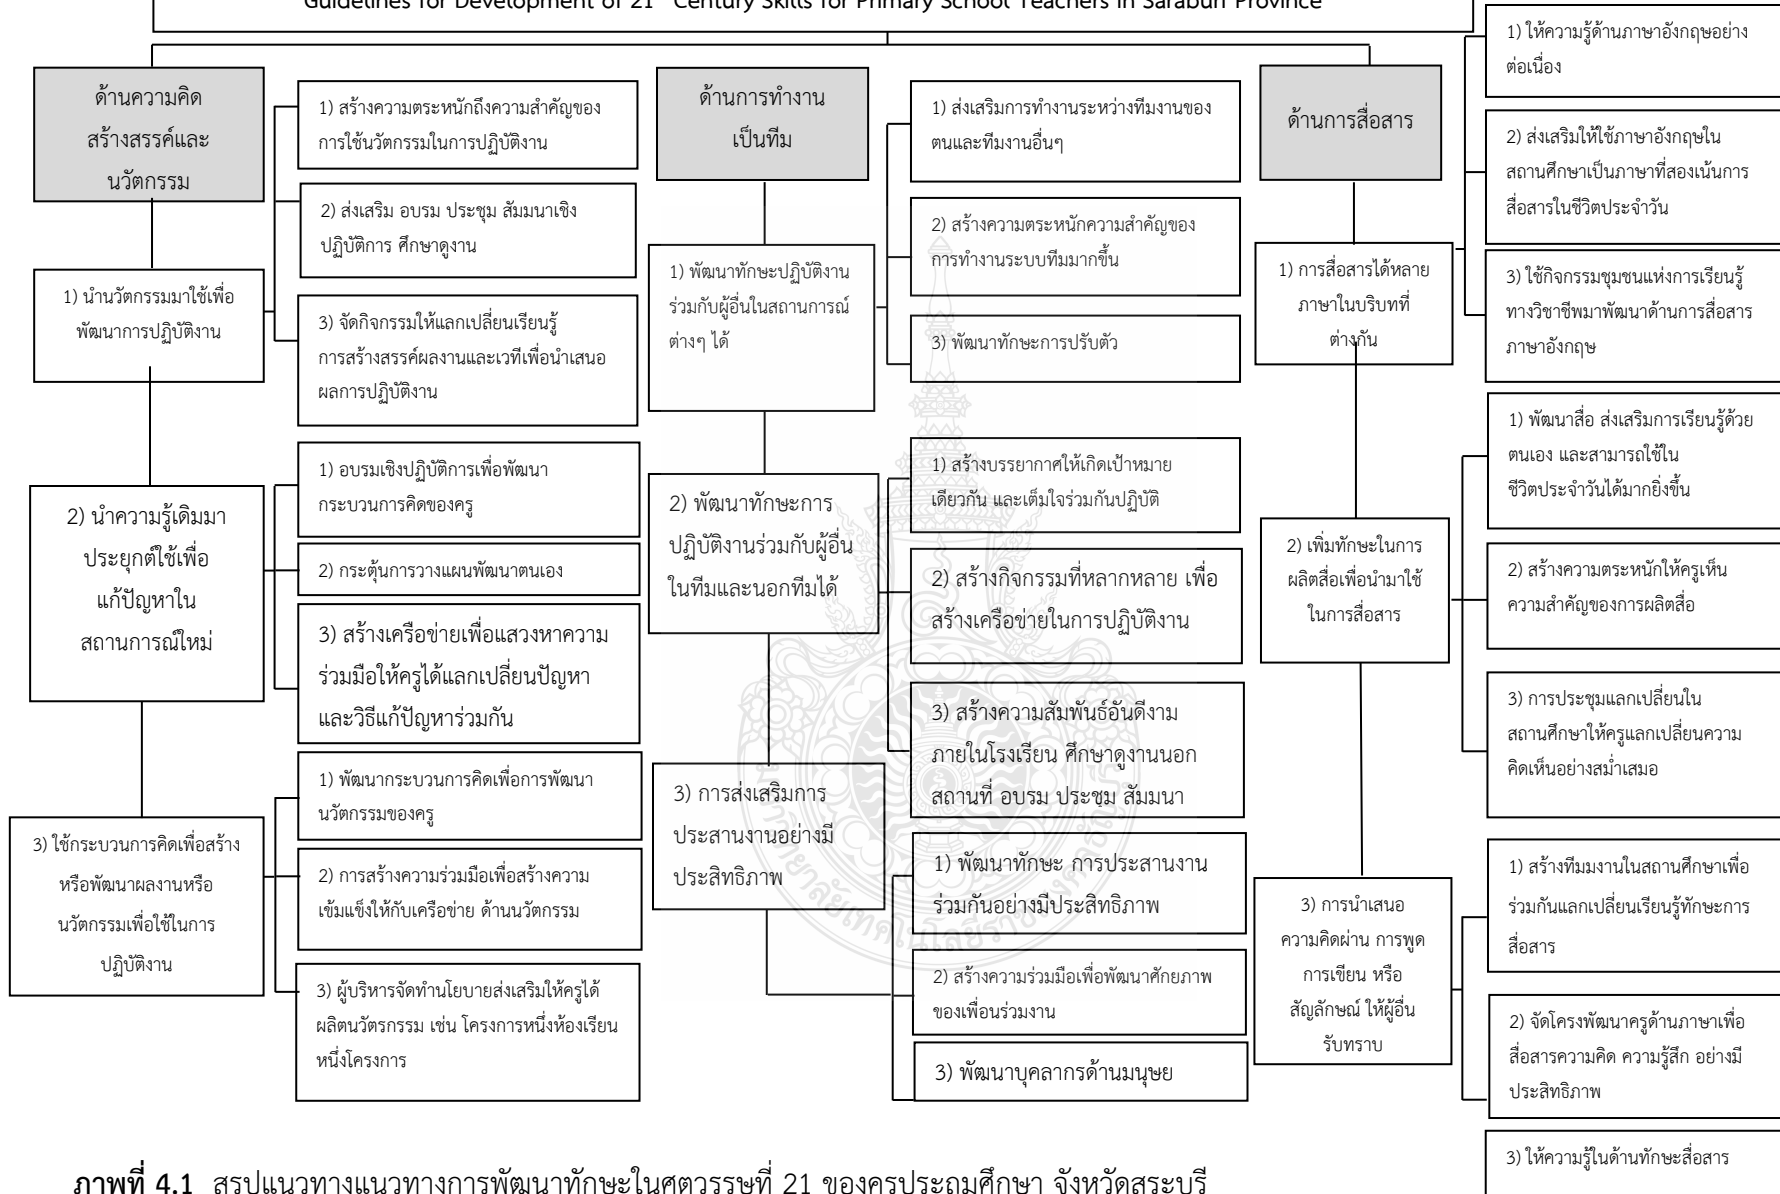 Guidelines for Development of 21 Century Skills for Primary School Teachers in Saraburi Province
ด้านความคิด
สร้างสรรค์และ
นวัตกรรม
1) นำนวัตกรรมมาใช้เพื่อ
พัฒนาการปฏิบัติงาน
1) สร้างความตระหนักถึงความสำคัญของ
การใช้นวัตกรรมในการปฏิบัติงาน
2) ส่งเสริม อบรม ประชุม สัมมนาเชิง
ปฏิบัติการ ศึกษาดูงาน
3) จัดกิจกรรมให้แลกเปลี่ยนเรียนรู้
การสร้างสรรค์ผลงานและเวทีเพื่อนำเสนอ
ผลการปฏิบัติงาน
2) นำความรู้เดิมมา
ประยุกต์ใช้เพื่อ
แก้ปัญหาใน
สถานการณ์ใหม่
1) อบรมเชิงปฏิบัติการเพื่อพัฒนา
กระบวนการคิดของครู
2) กระตุ้นการวางแผนพัฒนาตนเอง
3) สร้างเครือข่ายเพื่อแสวงหาความ
ร่วมมือให้ครูได้แลกเปลี่ยนปัญหา
และวิธีแก้ปัญหาร่วมกัน
3) ใช้กระบวนการคิดเพื่อสร้าง
หรือพัฒนาผลงานหรือ
นวัตกรรมเพื่อใช้ในการ
ปฏิบัติงาน
1) พัฒนากระบวนการคิดเพื่อการพัฒนา
นวัตกรรมของครู
2) การสร้างความร่วมมือเพื่อสร้างความ
เข้มแข็งให้กับเครือข่าย ด้านนวัตกรรม
3) ผู้บริหารจัดทำนโยบายส่งเสริมให้ครูได้
ผลิตนวัตรกรรม เช่น โครงการหนึ่งห้องเรียน
หนึ่งโครงการ
ด้านการทำงาน
เป็นทีม
1) พัฒนาทักษะปฏิบัติงาน
ร่วมกับผู้อื่นในสถานการณ์
ต่างๆ ได้
1) ส่งเสริมการทำงานระหว่างทีมงานของ
ตนและทีมงานอื่นๆ
2) สร้างความตระหนักความสำคัญของ
การทำงานระบบทีมมากขึ้น
3) พัฒนาทักษะการปรับตัว
2) พัฒนาทักษะการ
ปฏิบัติงานร่วมกับผู้อื่น
ในทีมและนอกทีมได้
1) สร้างบรรยากาศให้เกิดเป้าหมาย
เดียวกัน และเต็มใจร่วมกันปฏิบัติ
2) สร้างกิจกรรมที่หลากหลาย เพื่อ
สร้างเครือข่ายในการปฏิบัติงาน
3) สร้างความสัมพันธ์อันดีงาม
ภายในโรงเรียน ศึกษาดูงานนอก
สถานที่ อบรม ประชุม สัมมนา
3) การส่งเสริมการ
ประสานงานอย่างมี
ประสิทธิภาพ
1) พัฒนาทักษะ การประสานงาน
ร่วมกันอย่างมีประสิทธิภาพ
2) สร้างความร่วมมือเพื่อพัฒนาศักยภาพ
ของเพื่อนร่วมงาน
3) พัฒนาบุคลากรด้านมนุษย
ด้านการสื่อสาร
1) การสื่อสารได้หลาย
ภาษาในบริบทที่
ต่างกัน
1) ให้ความรู้ด้านภาษาอังกฤษอย่าง
ต่อเนื่อง
2) ส่งเสริมให้ใช้ภาษาอังกฤษใน
สถานศึกษาเป็นภาษาที่สองเน้นการ
สื่อสารในชีวิตประจำวัน
3) ใช้กิจกรรมชุมชนแห่งการเรียนรู้
ทางวิชาชีพมาพัฒนาด้านการสื่อสาร
ภาษาอังกฤษ
2) เพิ่มทักษะในการ
ผลิตสื่อเพื่อนำมาใช้
ในการสื่อสาร
1) พัฒนาสื่อ ส่งเสริมการเรียนรู้ด้วย
ตนเอง และสามารถใช้ใน
ชีวิตประจำวันได้มากยิ่งขึ้น
2) สร้างความตระหนักให้ครูเห็น
ความสำคัญของการผลิตสื่อ
3) การประชุมแลกเปลี่ยนใน
สถานศึกษาให้ครูแลกเปลี่ยนความ
คิดเห็นอย่างสม่ำเสมอ
3) การนำเสนอ
ความคิดผ่าน การพูด
การเขียน หรือ
สัญลักษณ์ ให้ผู้อื่น
รับทราบ
1) สร้างทีมมงานในสถานศึกษาเพื่อ
ร่วมกันแลกเปลี่ยนเรียนรู้ทักษะการ
สื่อสาร
2) จัดโครงพัฒนาครูด้านภาษาเพื่อ
สื่อสารความคิด ความรู้สึก อย่างมี
ประสิทธิภาพ
3) ให้ความรู้ในด้านทักษะสื่อสาร
ภาพที่ 4.1 สรุปแนวทางแนวทางการพัฒนาทักษะในศตวรรษที่ 21 ของครูประถมศึกษา จังหวัดสระบุรี